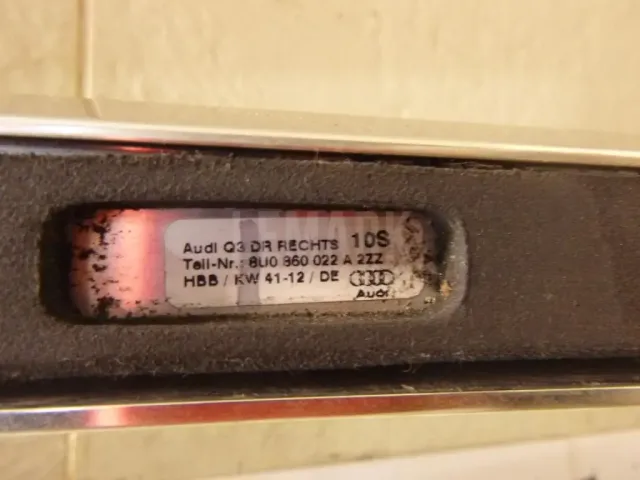 Audi Q3 DR RECHTS 10S
Teil-Nr.: 8U0 860 022 A 2ZZ
HBB / KW 41-12 / DE
Audi